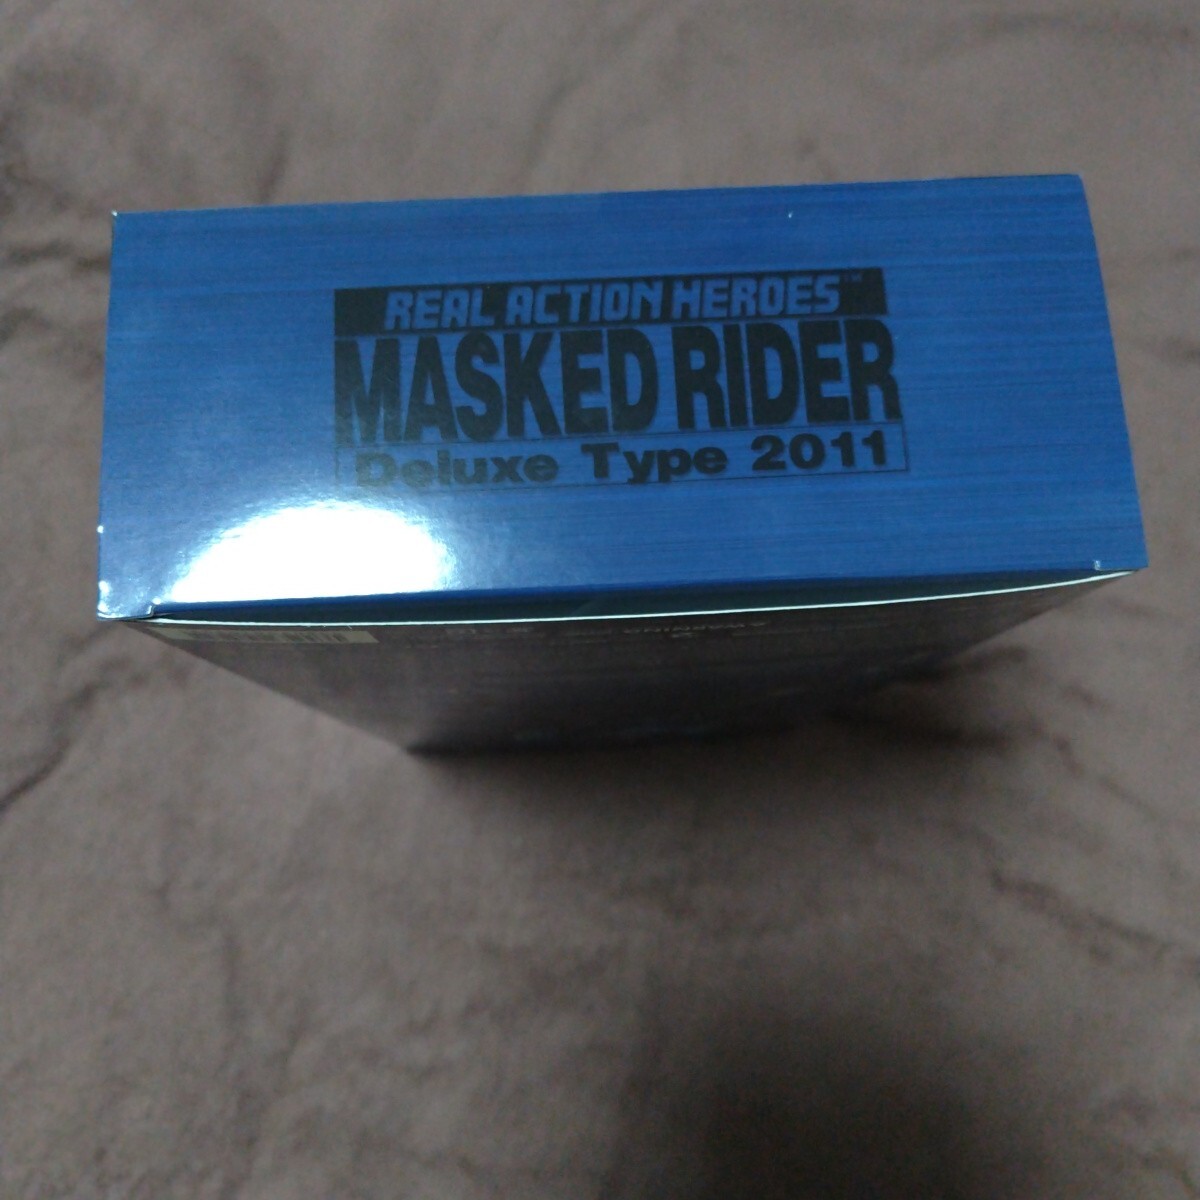 REAL ACTION HEROES™
MASKED RIDER
Deluxe Type 2011